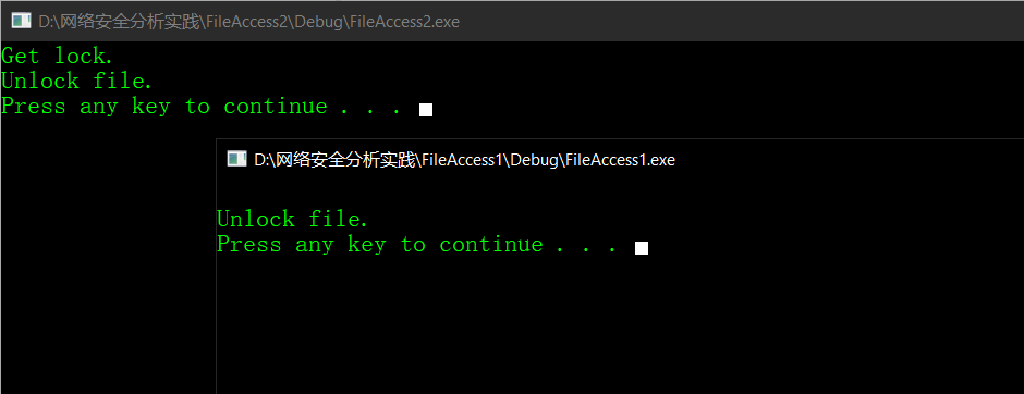 D:\网络安全分析实践\FileAccess2\Debug\FileAccess2.exe
Get lock.
Unlock file.
Press any key to continue . . .
D:\网络安全分析实践\FileAccess1\Debug\FileAccess1.exe
Unlock file.
Press any key to continue . . .